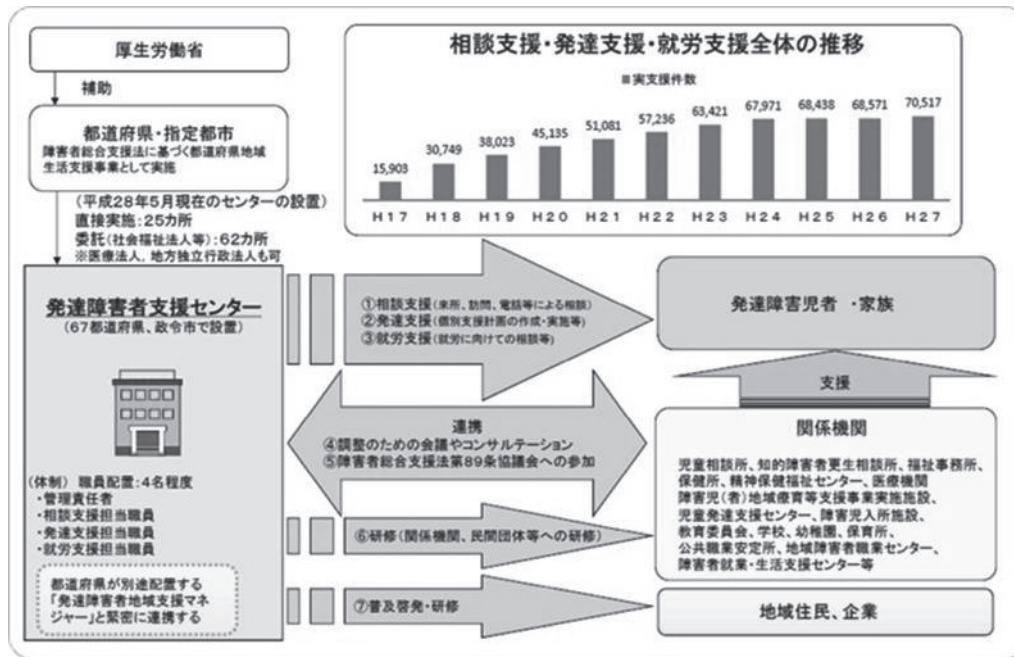 厚生労働省
補助
都道府県・指定都市
障害者総合支援法に基づく都道府県地域
生活支援事業として実施
(平成28年5月現在のセンターの設置)
直接実施:25カ所
委託(社会福祉法人等):62カ所
※医療法人，地方独立行政法人も可
相談支援・発達支援・就労支援全体の推移
■実支援件数
15,903
30,749
38,023
45,135
51,081
57,236
63,421
67,971
68,438
68,571
70,517
H17
H18
H19
H20
H21
H22
H23
H24
H25
H26
H27
発達障害者支援センター
(67都道府県、政令市で設置)
(体制) 職員配置:4名程度
・管理責任者
・相談支援担当職員
・発達支援担当職員
・就労支援担当職員
都道府県が別途配置する
「発達障害者地域支援マネ
ジャー」と緊密に連携する
①相談支援(来所、訪問、電話等による相談)
②発達支援(個別支援計画の作成・実施等)
③就労支援(就労に向けての相談等)
発達障害児者 ・家族
支援
連携
④調整のための会議やコンサルテーション
⑤障害者総合支援法第89条協議会への参加
関係機関
児童相談所、知的障害者更生相談所、福祉事務所、
保健所、精神保健福祉センター、医療機関
障害児(者)地域療育等支援事業実施施設、
児童発達支援センター、障害児入所施設、
教育委員会、学校、幼稚園、保育所、
公共職業安定所、地域障害者職業センター、
障害者就業・生活支援センター等
⑥研修(関係機関、民間団体等への研修)
⑦普及啓発・研修
地域住民、企業